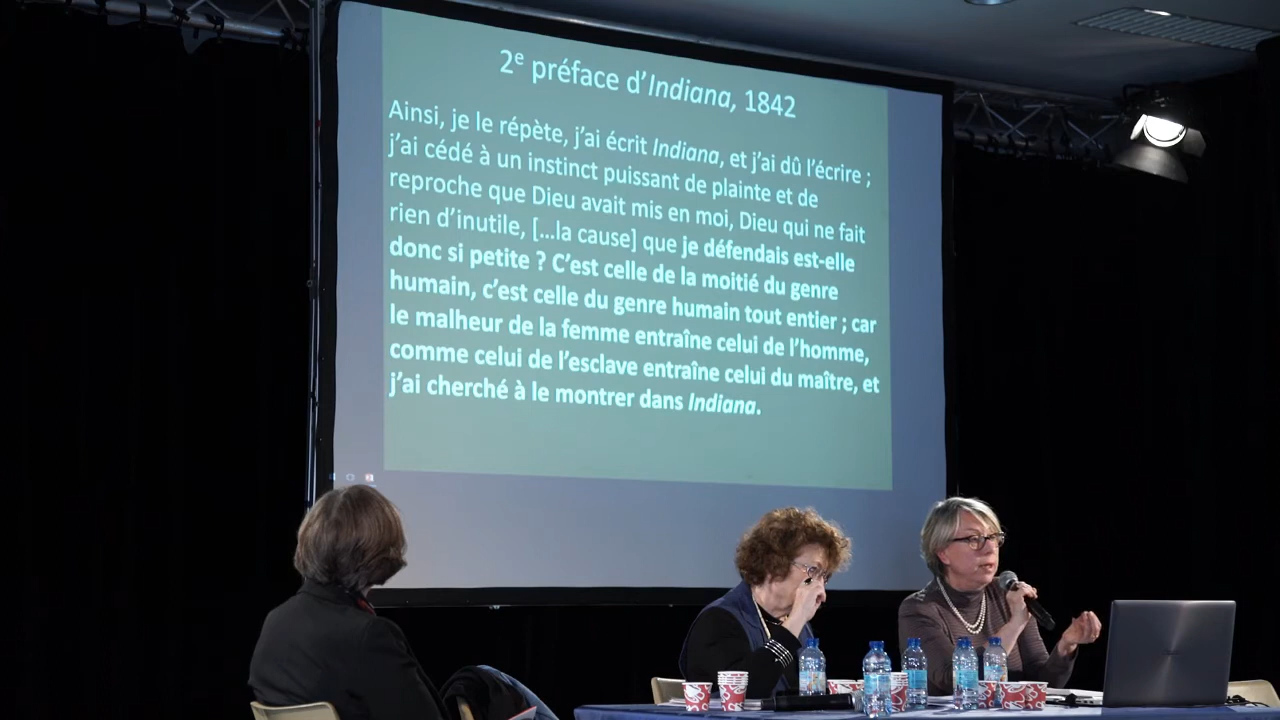 2e préface d'Indiana, 1842
Ainsi, je le répète, j'ai écrit Indiana, et j'ai dû l'écrire ;
j'ai cédé à un instinct puissant de plainte et de
reproche que Dieu avait mis en moi, Dieu qui ne fait
rien d'inutile, [...la cause] que je défendais est-elle
donc si petite ? C'est celle de la moitié du genre
humain, c'est celle du genre humain tout entier ; car
le malheur de la femme entraîne celui de l'homme,
comme celui de l'esclave entraîne celui du maître, et
j'ai cherché à le montrer dans Indiana.